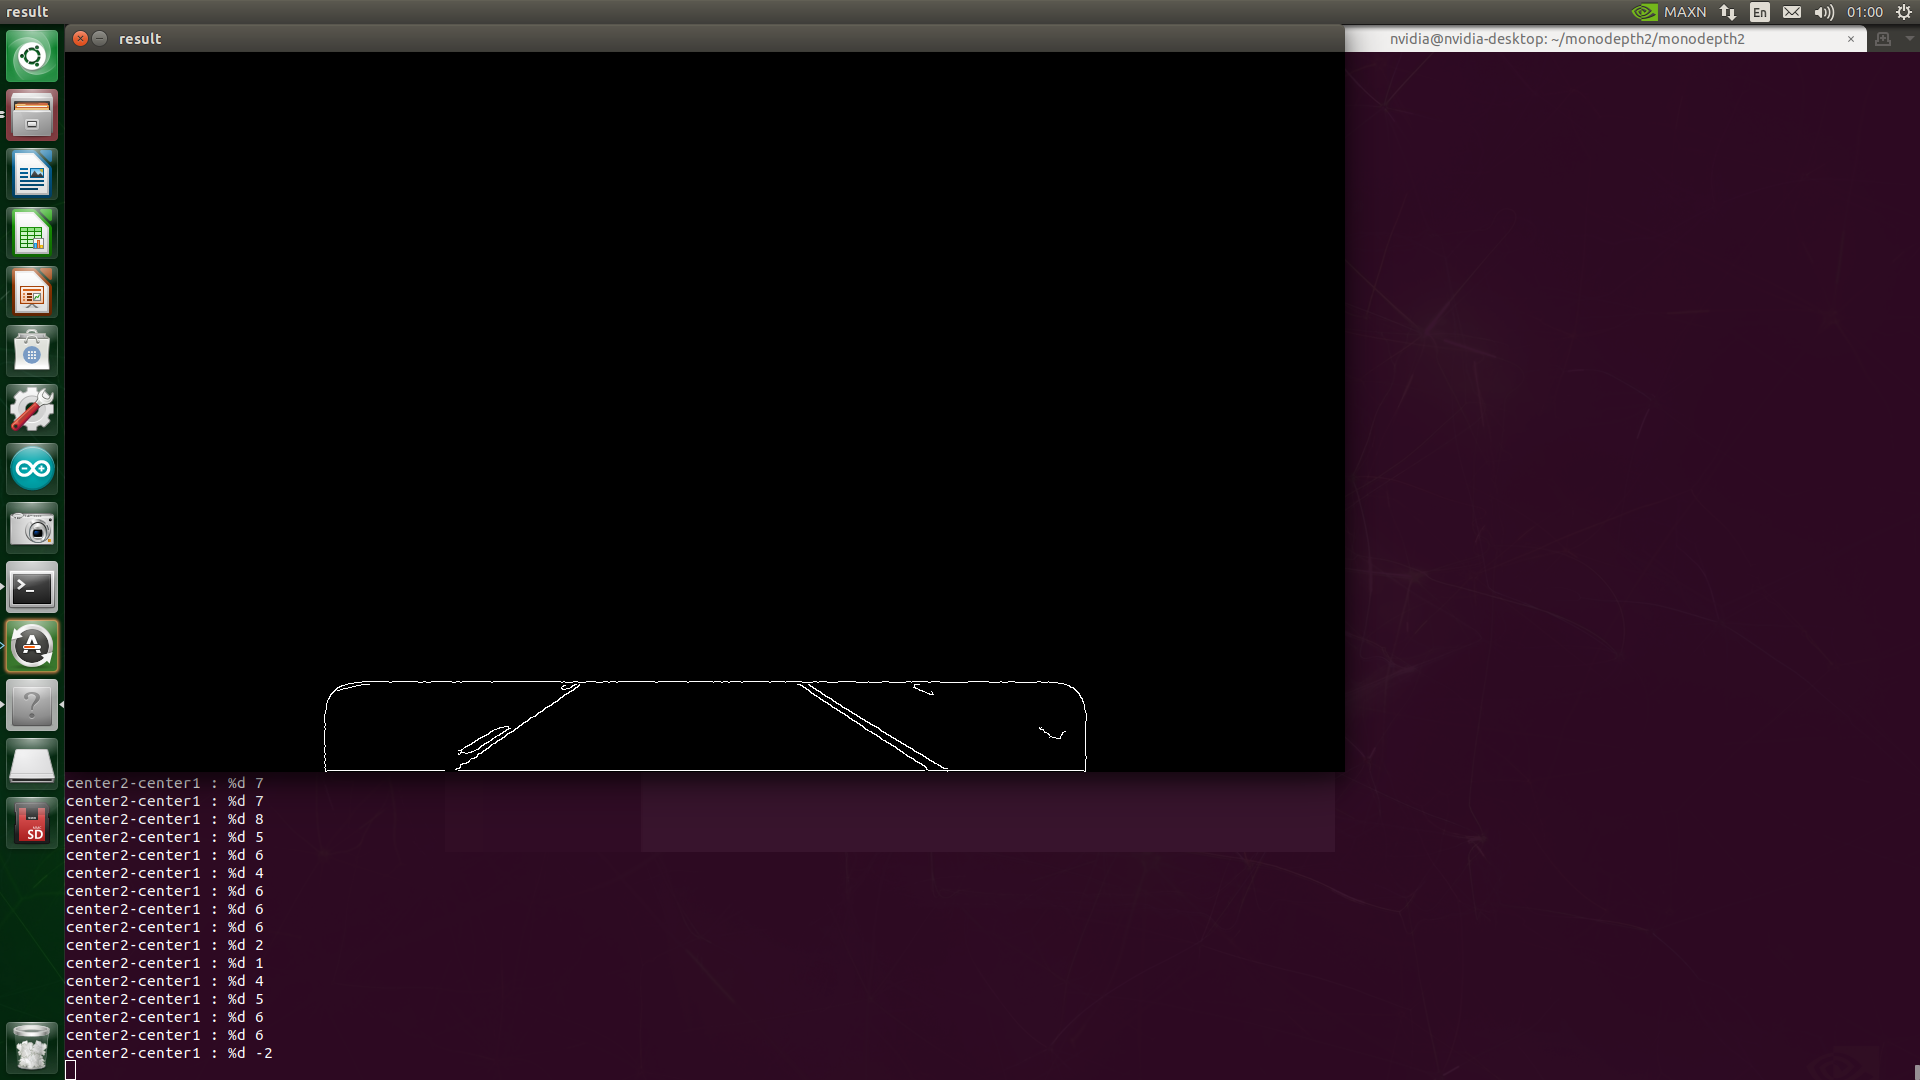 result
MAXN
En
01:00
result
nvidia@nvidia-desktop: ~/monodepth2/monodepth2
SD
center2-center1 : %d 7
center2-center1 : %d 7
center2-center1 : %d 8
center2-center1 : %d 5
center2-center1 : %d 6
center2-center1 : %d 4
center2-center1 : %d 6
center2-center1 : %d 6
center2-center1 : %d 6
center2-center1 : %d 2
center2-center1 : %d 1
center2-center1 : %d 4
center2-center1 : %d 5
center2-center1 : %d 6
center2-center1 : %d 6
center2-center1 : %d -2